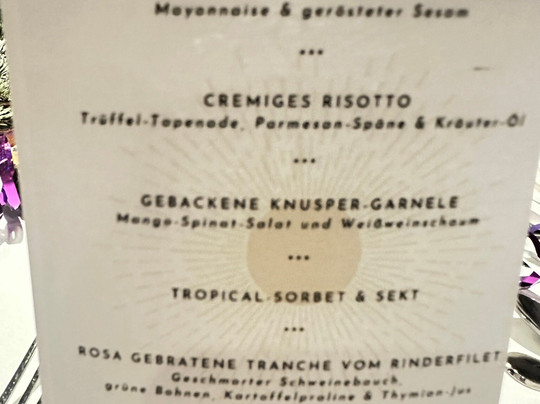 Mayonnaise & gerösteter Sesam
•••
CREMIGES RISOTTO
Trüffel-Tapenade, Parmesan-Späne & Kräuter-Öl
•••
GEBACKENE KNUSPER-GARNELE
Mango-Spinat-Salat und Weißweinschaum
•••
TROPICAL SORBET & SEKT
•••
ROSA GEBRATENE TRANCHE VOM RINDERFILET
Geschmorter Schweinebauch,
grüne Bohnen, Kartoffelpraline & Thymian-Jus